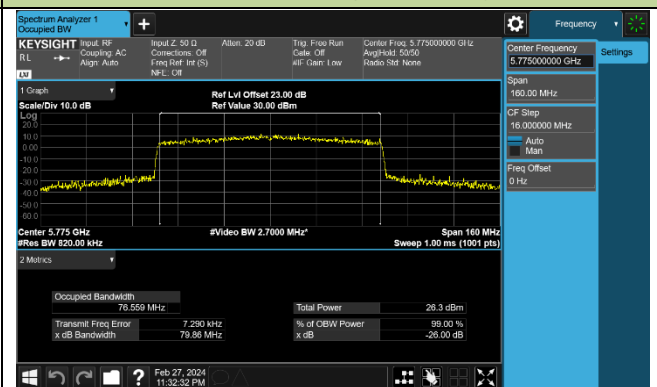 Spectrum Analyzer 1
Occupied BW
+
Frequency
KEYSIGHT
RL
LXI
Input: RF
Coupling: AC
Align: Auto
Input Z: 50 Ω
Corrections: Off
Freq Ref: Int (S)
NFE: Off
Atten: 20 dB
Trig: Free Run
Gate: Off
#IF Gain: Low
Center Freq: 5.775000000 GHz
Avg|Hold: 50/50
Radio Std: None
Center Frequency
5.775000000 GHz
Settings
Span
160.00 MHz
CF Step
16.000000 MHz
Auto
Man
Freq Offset
0 Hz
1 Graph
Scale/Div 10.0 dB
Ref Lvl Offset 23.00 dB
Ref Value 30.00 dBm
Log
20.0
10.0
0.00
-10.0
-20.0
-30.0
-40.0
-50.0
-60.0
Center 5.775 GHz
#Res BW 820.00 kHz
#Video BW 2.7000 MHz*
Span 160 MHz
Sweep 1.00 ms (1001 pts)
2 Metrics
Occupied Bandwidth
76.559 MHz
Total Power 26.3 dBm
Transmit Freq Error 7.290 kHz
% of OBW Power 99.00 %
x dB Bandwidth 79.86 MHz
x dB -26.00 dB
?
Feb 27, 2024
11:32:32 PM